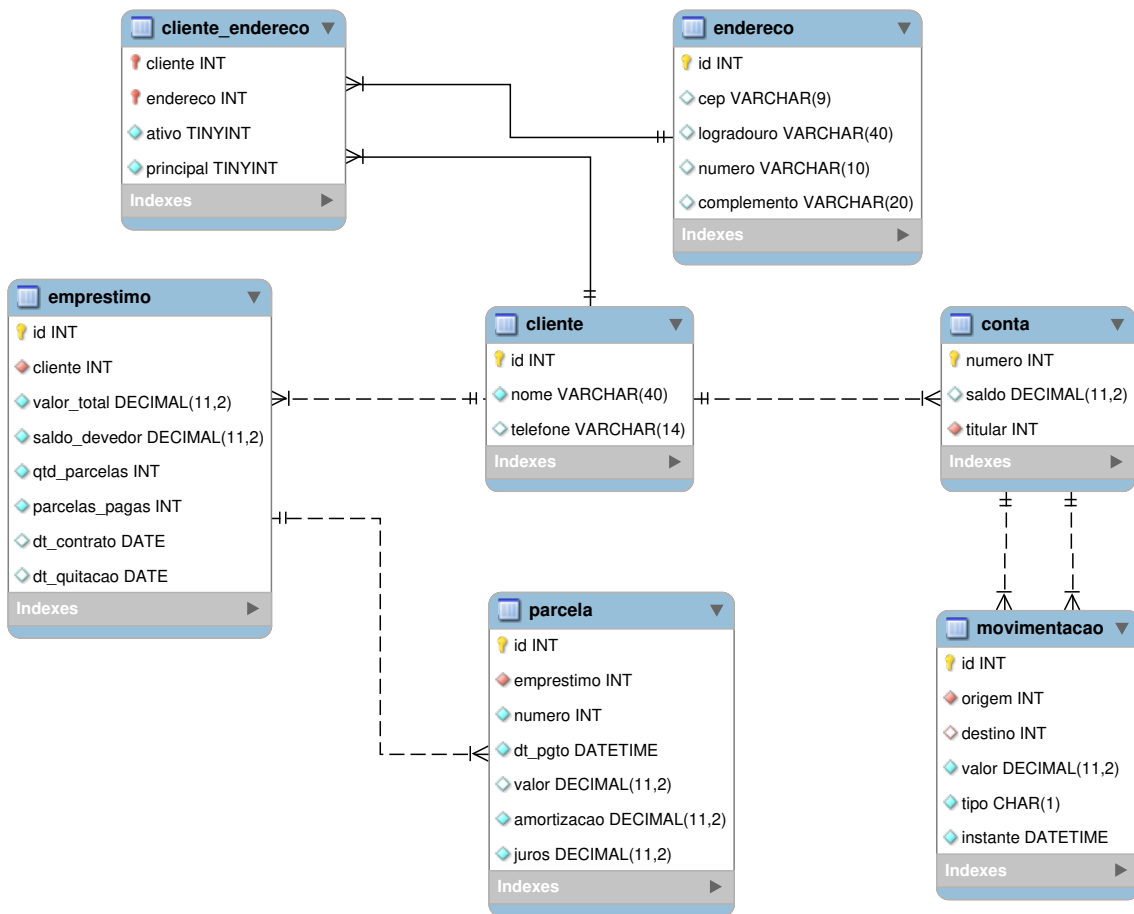 cliente_endereco
cliente INT
endereco INT
ativo TINYINT
principal TINYINT
Indexes
endereco
id INT
cep VARCHAR(9)
logradouro VARCHAR(40)
numero VARCHAR(10)
complemento VARCHAR(20)
Indexes
emprestimo
id INT
cliente INT
valor_total DECIMAL(11,2)
saldo_devedor DECIMAL(11,2)
qtd_parcelas INT
parcelas_pagas INT
dt_contrato DATE
dt_quitacao DATE
Indexes
cliente
id INT
nome VARCHAR(40)
telefone VARCHAR(14)
Indexes
conta
numero INT
saldo DECIMAL(11,2)
titular INT
Indexes
parcela
id INT
emprestimo INT
numero INT
dt_pgto DATETIME
valor DECIMAL(11,2)
amortizacao DECIMAL(11,2)
juros DECIMAL(11,2)
Indexes
movimentacao
id INT
origem INT
destino INT
valor DECIMAL(11,2)
tipo CHAR(1)
instante DATETIME
Indexes